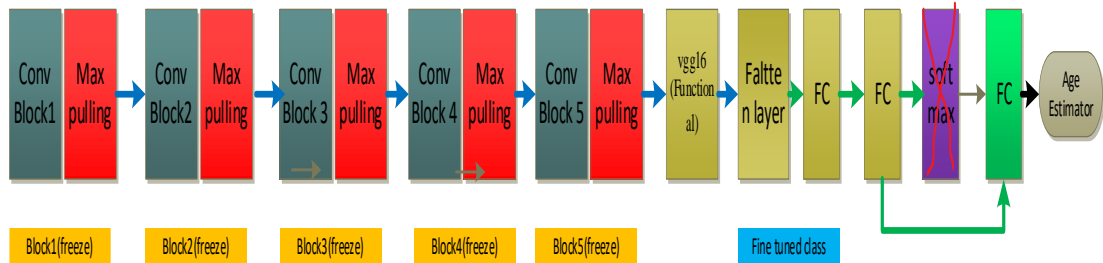 Conv
Block1
Max
pulling
Conv
Block2
Max
pulling
Conv
Block 3
Max
pulling
Conv
Block 4
Max
pulling
Conv
Block 5
Max
pulling
vgg16
(Function
al)
Faltte
n layer
FC
FC
soft
max
FC
Age
Estimator
Block1(freeze)
Block2(freeze)
Block3(freeze)
Block4(freeze)
Block5(freeze)
Fine tuned class